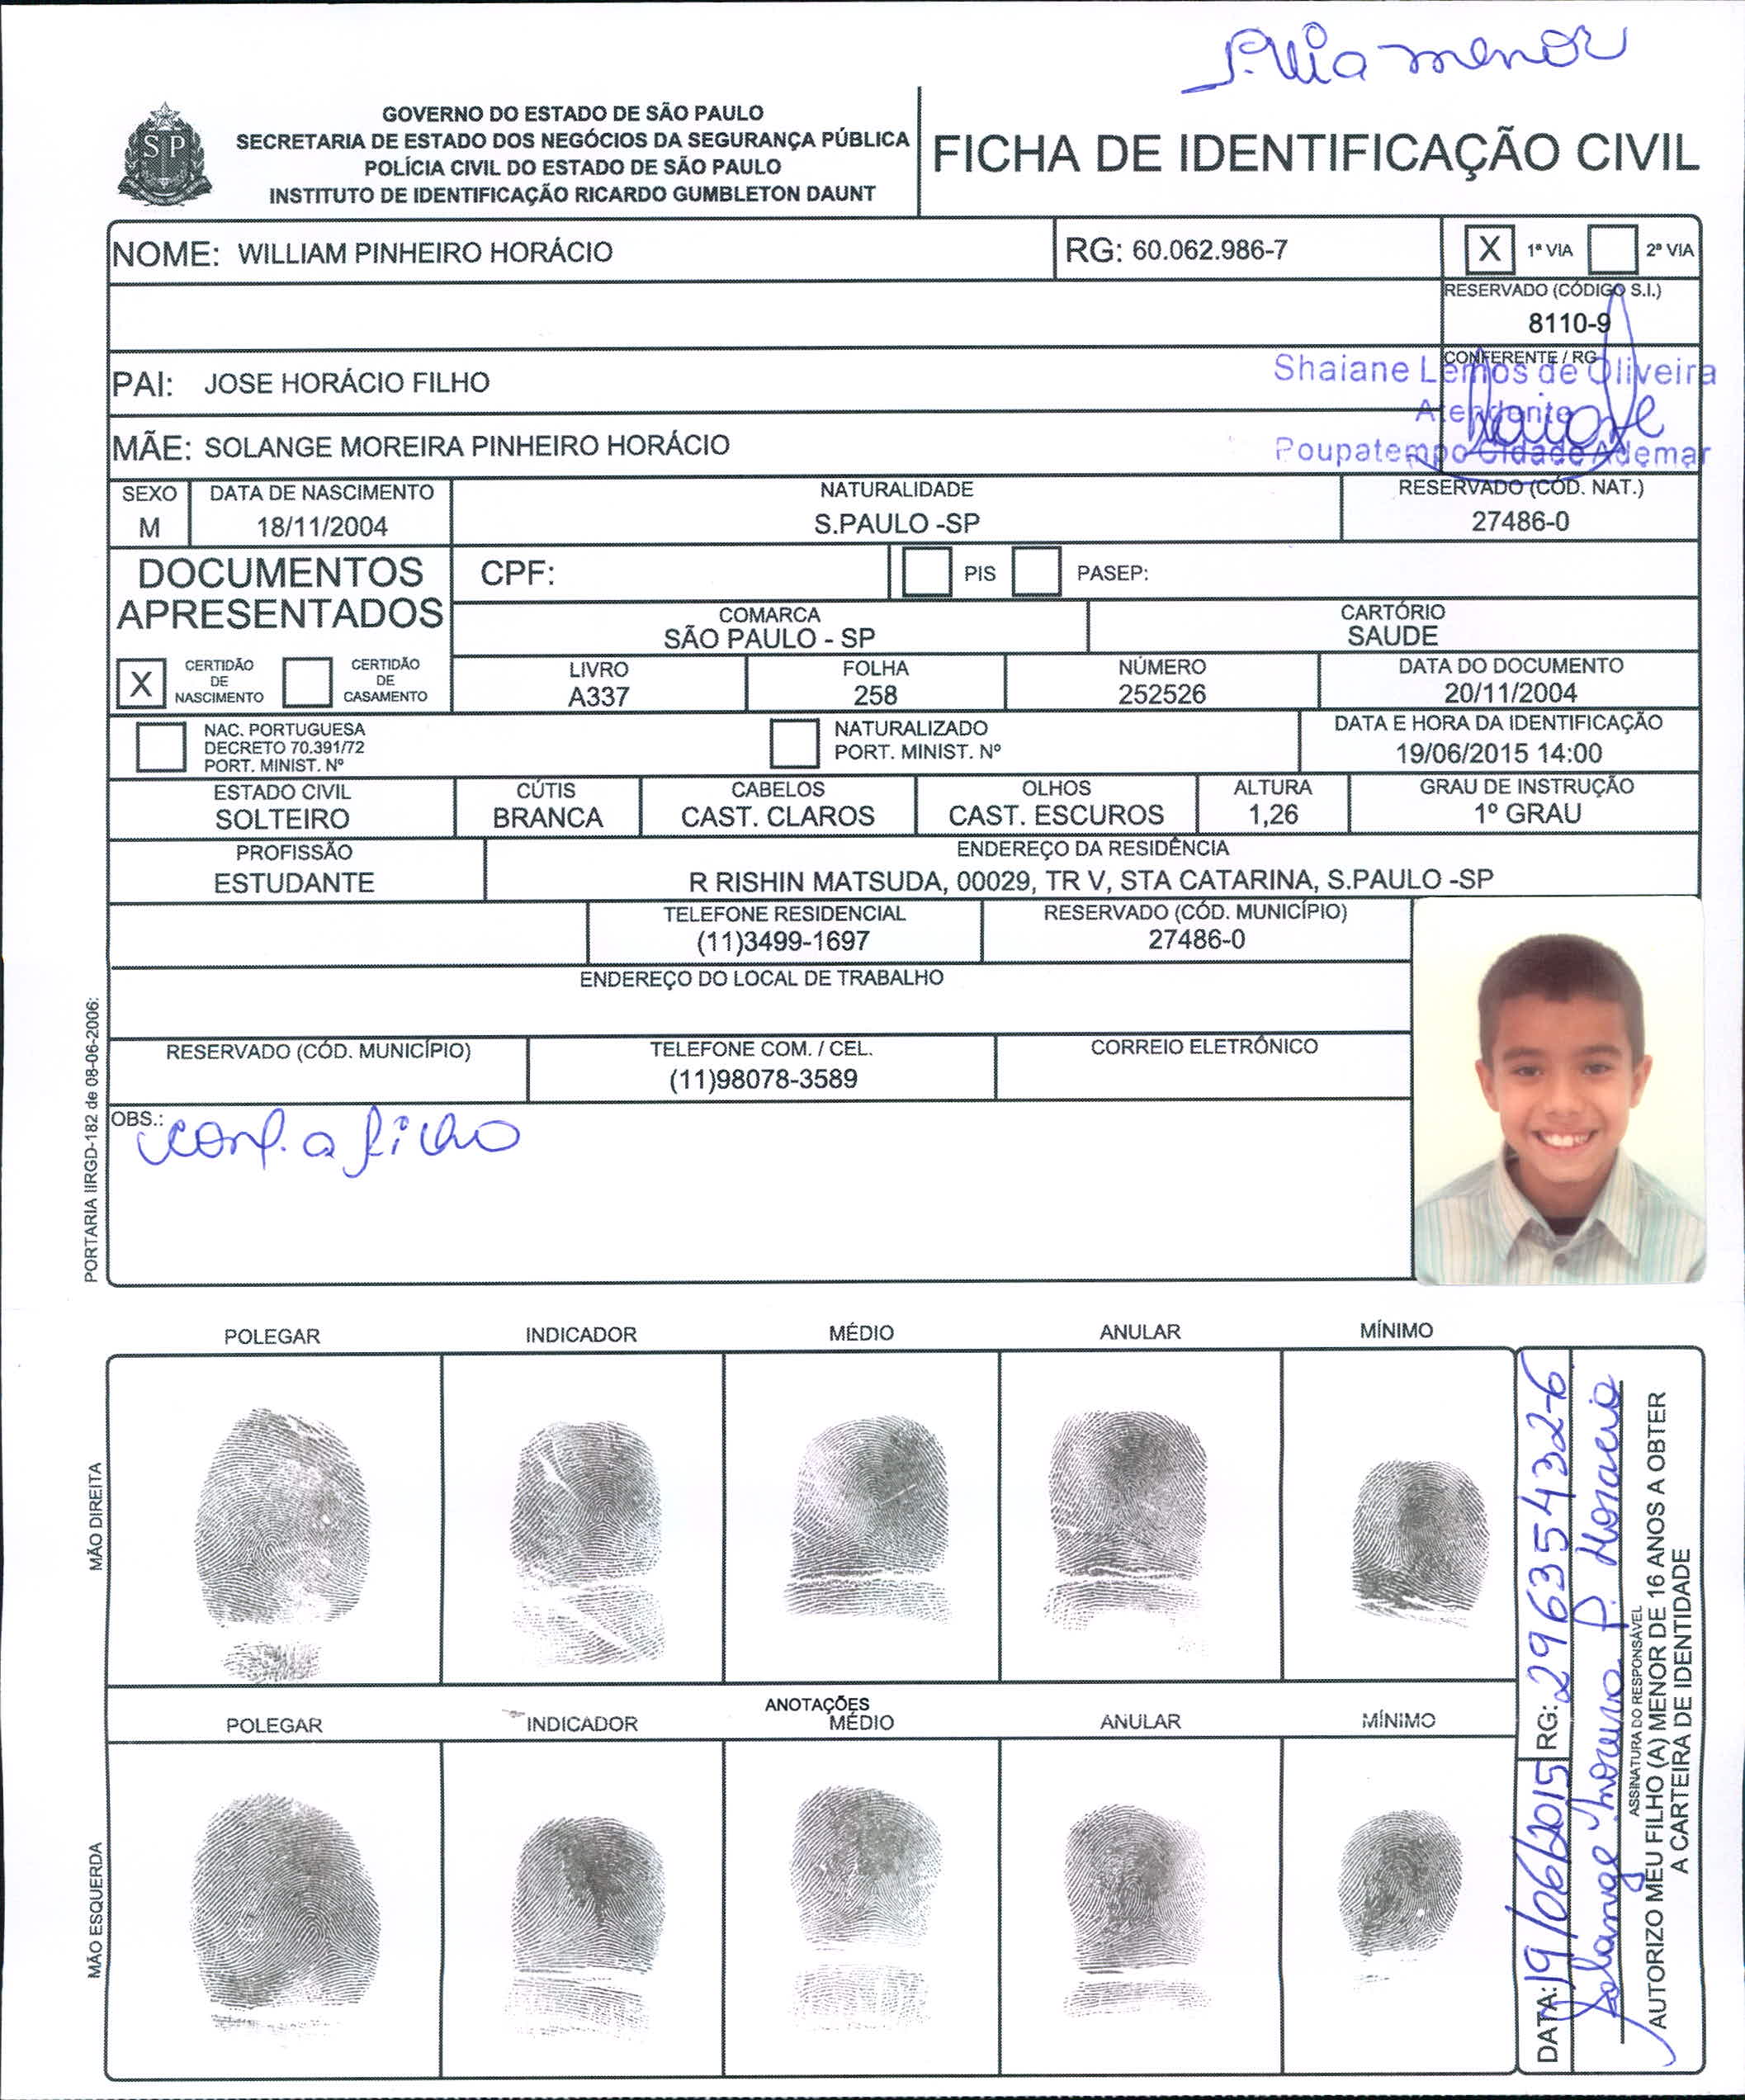 1ª Via menor
GOVERNO DO ESTADO DE SÃO PAULO
SECRETARIA DE ESTADO DOS NEGÓCIOS DA SEGURANÇA PÚBLICA
POLÍCIA CIVIL DO ESTADO DE SÃO PAULO
INSTITUTO DE IDENTIFICAÇÃO RICARDO GUMBLETON DAUNT
SP
FICHA DE IDENTIFICAÇÃO CIVIL
NOME: WILLIAM PINHEIRO HORÁCIO
RG: 60.062.986-7
X 1ª VIA 2ª VIA
RESERVADO (CÓDIGO S.I.)
8110-9
PAI: JOSE HORÁCIO FILHO
CONFERENTE / RG
Shaiane Lemos de Oliveira
Atendente
Poupatempo Cidade Ademar
MÃE: SOLANGE MOREIRA PINHEIRO HORÁCIO
SEXO
M
DATA DE NASCIMENTO
18/11/2004
NATURALIDADE
S.PAULO -SP
RESERVADO (CÓD. NAT.)
27486-0
DOCUMENTOS
APRESENTADOS
CPF:
PIS
PASEP:
COMARCA
SÃO PAULO - SP
CARTÓRIO
SAUDE
X
CERTIDÃO
DE
NASCIMENTO
CERTIDÃO
DE
CASAMENTO
LIVRO
A337
FOLHA
258
NÚMERO
252526
DATA DO DOCUMENTO
20/11/2004
NAC. PORTUGUESA
DECRETO 70.391/72
PORT. MINIST. Nº
NATURALIZADO
PORT. MINIST. Nº
DATA E HORA DA IDENTIFICAÇÃO
19/06/2015 14:00
ESTADO CIVIL
SOLTEIRO
CÚTIS
BRANCA
CABELOS
CAST. CLAROS
OLHOS
CAST. ESCUROS
ALTURA
1,26
GRAU DE INSTRUÇÃO
1º GRAU
PROFISSÃO
ESTUDANTE
ENDEREÇO DA RESIDÊNCIA
R RISHIN MATSUDA, 00029, TR V, STA CATARINA, S.PAULO -SP
TELEFONE RESIDENCIAL
(11)3499-1697
RESERVADO (CÓD. MUNICÍPIO)
27486-0
ENDEREÇO DO LOCAL DE TRABALHO
RESERVADO (CÓD. MUNICÍPIO)
TELEFONE COM. / CEL.
(11)98078-3589
CORREIO ELETRÔNICO
OBS.: conf. a ficho
PORTARIA IIRGD-182 de 08-06-2006:
POLEGAR INDICADOR MÉDIO ANULAR MÍNIMO
MÃO DIREITA
ANOTAÇÕES
POLEGAR INDICADOR MÉDIO ANULAR MÍNIMO
MÃO ESQUERDA
DATA: 19/06/2015 RG: 296354326
Solange Moreira P. Horacio
ASSINATURA DO RESPONSÁVEL
AUTORIZO MEU FILHO (A) MENOR DE 16 ANOS A OBTER
A CARTEIRA DE IDENTIDADE